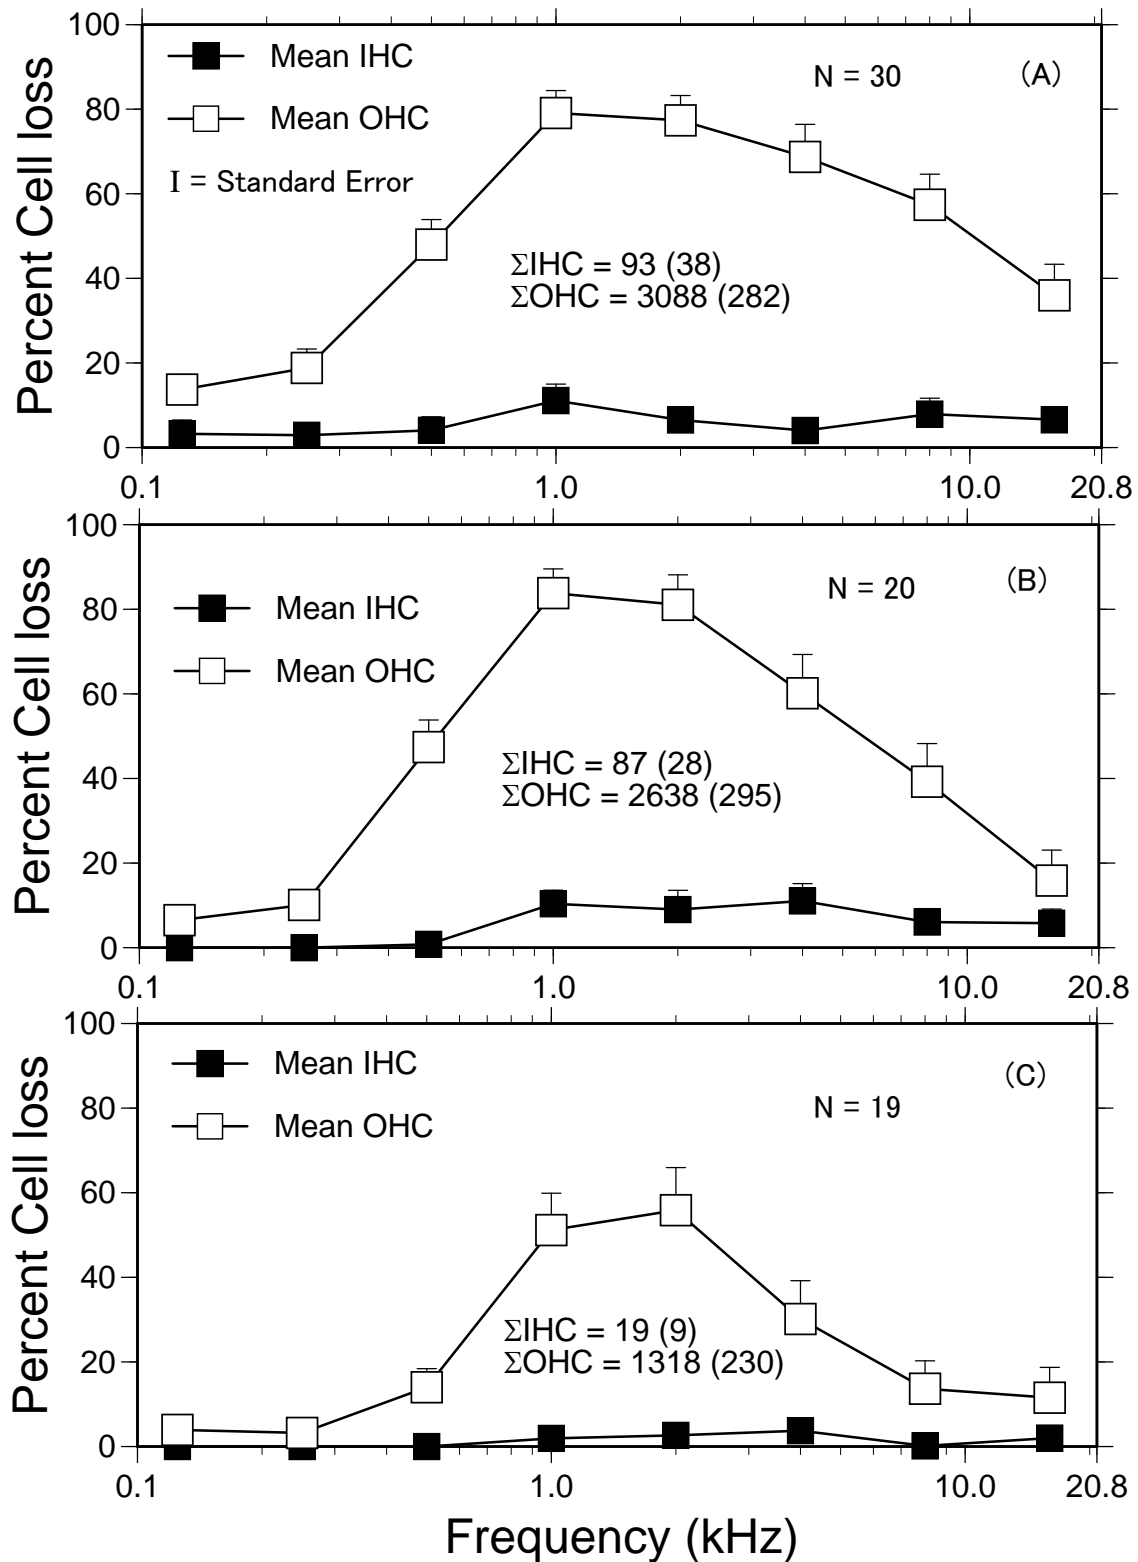 Percent Cell loss
100
80
60
40
20
0
Mean IHC
Mean OHC
I = Standard Error
N = 30
(A)
ΣIHC = 93 (38)
ΣOHC = 3088 (282)
0.1 1.0 10.0 20.8
Percent Cell loss
100
80
60
40
20
0
Mean IHC
Mean OHC
N = 20
(B)
ΣIHC = 87 (28)
ΣOHC = 2638 (295)
0.1 1.0 10.0 20.8
Percent Cell loss
100
80
60
40
20
0
Mean IHC
Mean OHC
N = 19
(C)
ΣIHC = 19 (9)
ΣOHC = 1318 (230)
0.1 1.0 10.0 20.8
Frequency (kHz)